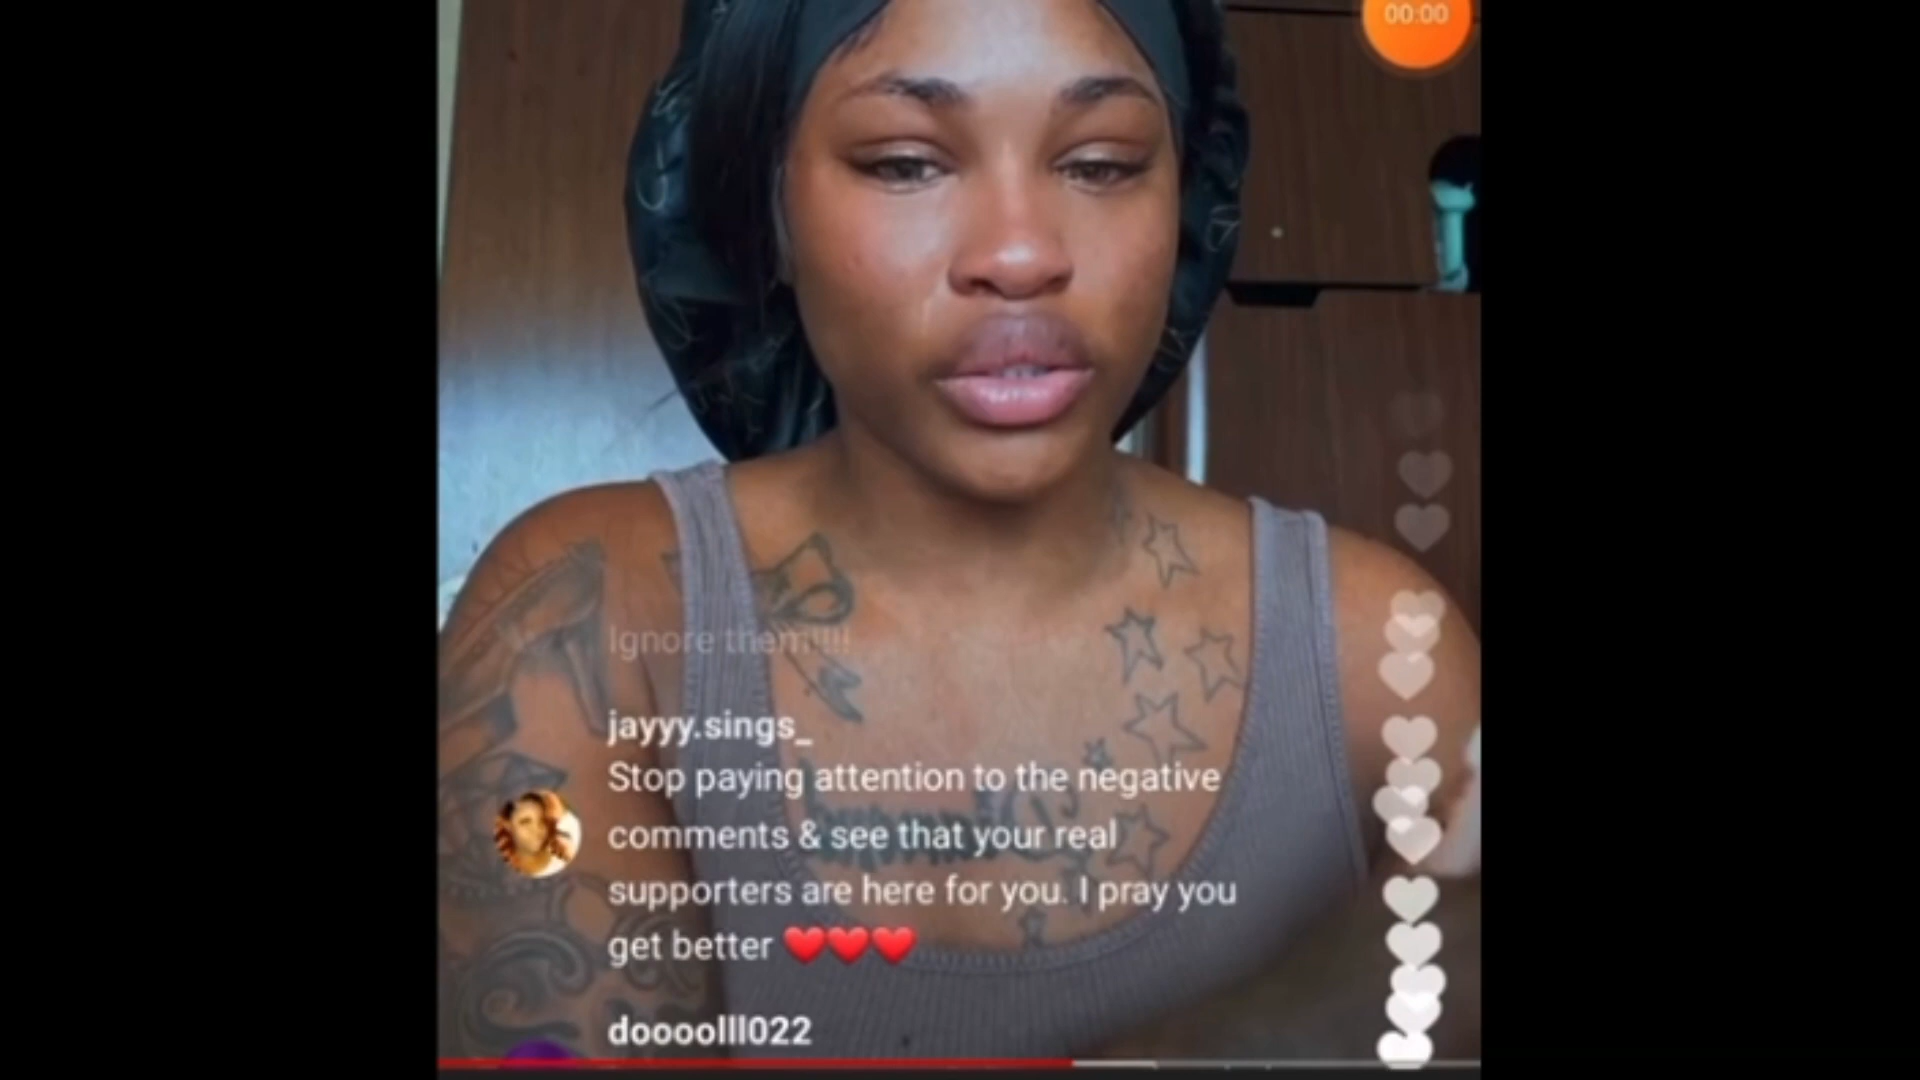 00:00
Ignore them!!!!
jayyy.sings_
Stop paying attention to the negative
comments & see that your real
supporters are here for you. I pray you
get better ❤️❤️❤️
doooolll022